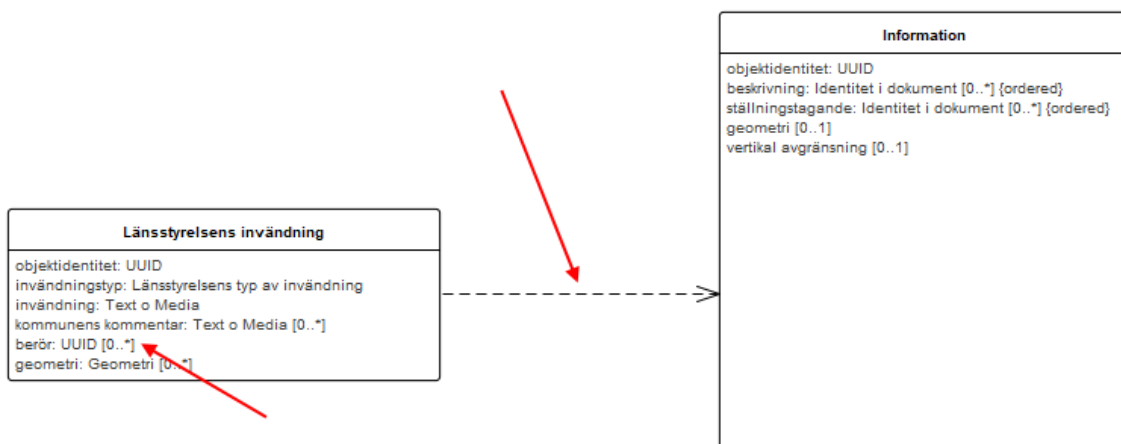 Information
objektidentitet: UUID
beskrivning: Identitet i dokument [0..*] {ordered}
ställningstagande: Identitet i dokument [0..*] {ordered}
geometri [0..1]
vertikal avgränsning [0..1]
Länsstyrelsens invändning
objektidentitet: UUID
invändningstyp: Länsstyrelsens typ av invändning
invändning: Text o Media
kommunens kommentar: Text o Media [0..*]
berör: UUID [0..*]
geometri: Geometri [0..*]